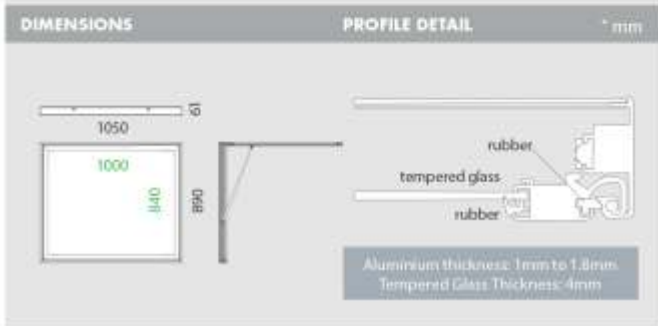 DIMENSIONS
PROFILE DETAIL
* mm
61
1050
1000
840
890
rubber
tempered glass
rubber
Aluminium thickness: 1mm to 1.8mm
Tempered Glass Thickness: 4mm